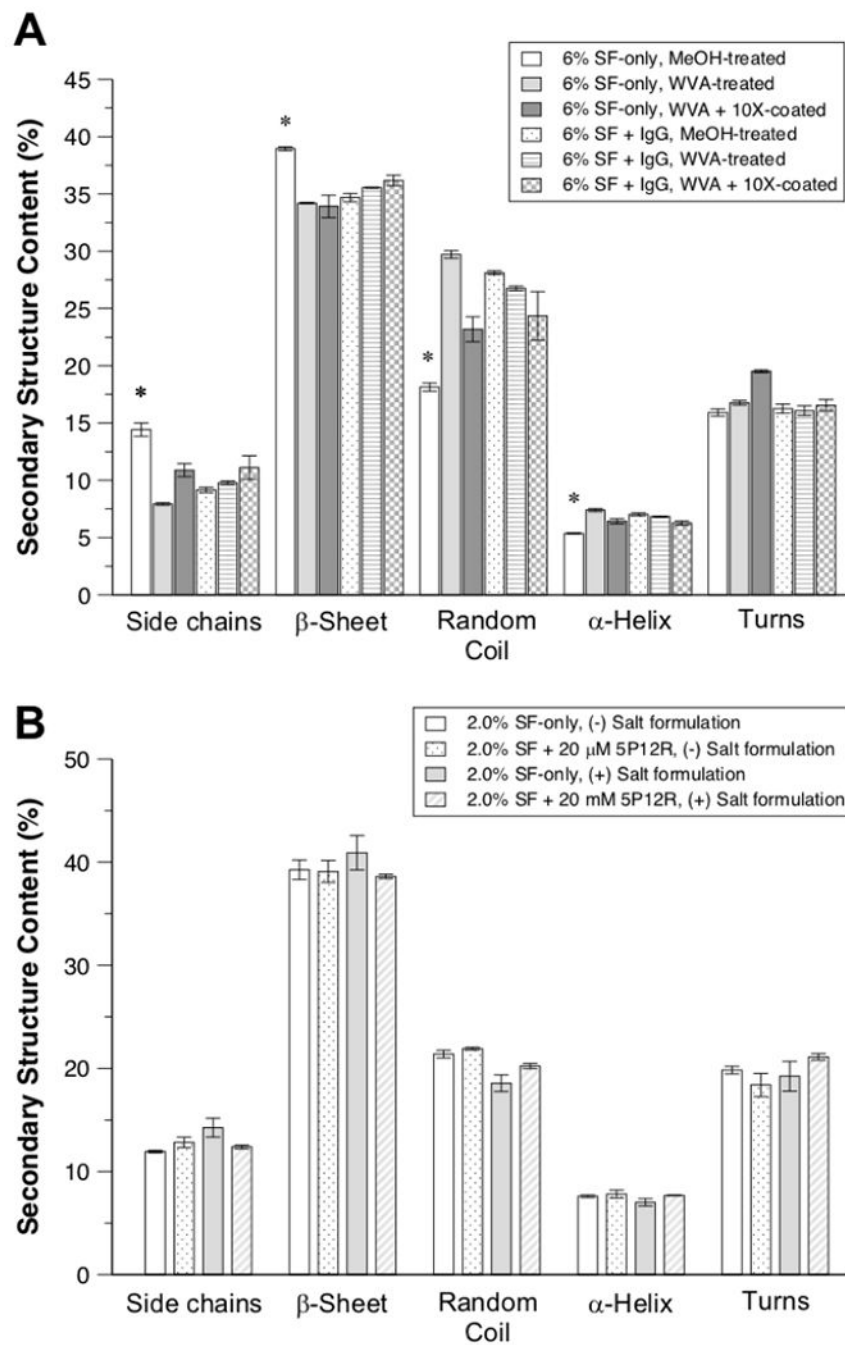 A
6% SF-only, MeOH-treated
6% SF-only, WVA-treated
6% SF-only, WVA + 10X-coated
6% SF + IgG, MeOH-treated
6% SF + IgG, WVA-treated
6% SF + IgG, WVA + 10X-coated
Secondary Structure Content (%)
45
40
35
30
25
20
15
10
5
0
*
*
*
*
Side chains
β-Sheet
Random
Coil
α-Helix
Turns
B
2.0% SF-only, (-) Salt formulation
2.0% SF + 20 μM 5P12R, (-) Salt formulation
2.0% SF-only, (+) Salt formulation
2.0% SF + 20 mM 5P12R, (+) Salt formulation
Secondary Structure Content (%)
50
40
30
20
10
0
Side chains
β-Sheet
Random
Coil
α-Helix
Turns